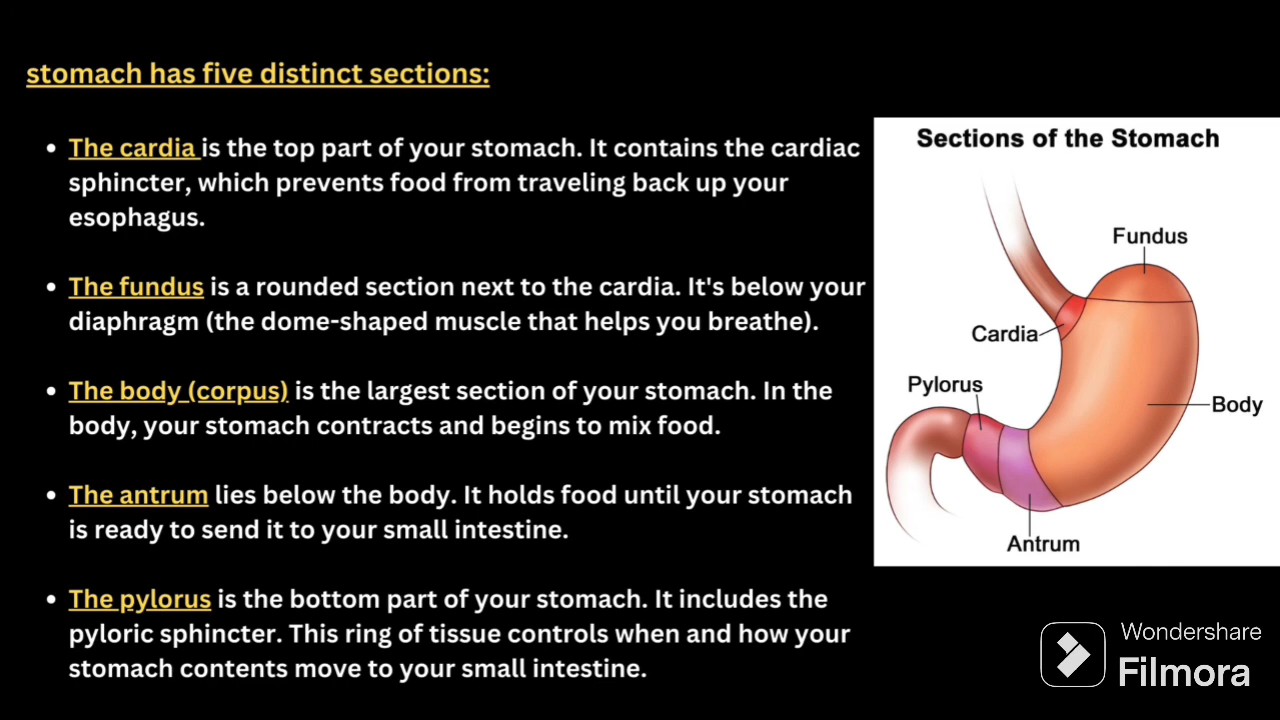 stomach has five distinct sections:
• The cardia is the top part of your stomach. It contains the cardiac
sphincter, which prevents food from traveling back up your
esophagus.
• The fundus is a rounded section next to the cardia. It's below your
diaphragm (the dome-shaped muscle that helps you breathe).
• The body (corpus) is the largest section of your stomach. In the
body, your stomach contracts and begins to mix food.
• The antrum lies below the body. It holds food until your stomach
is ready to send it to your small intestine.
• The pylorus is the bottom part of your stomach. It includes the
pyloric sphincter. This ring of tissue controls when and how your
stomach contents move to your small intestine.
Sections of the Stomach
Fundus
Cardia
Pylorus
Body
Antrum
Wondershare
Filmora